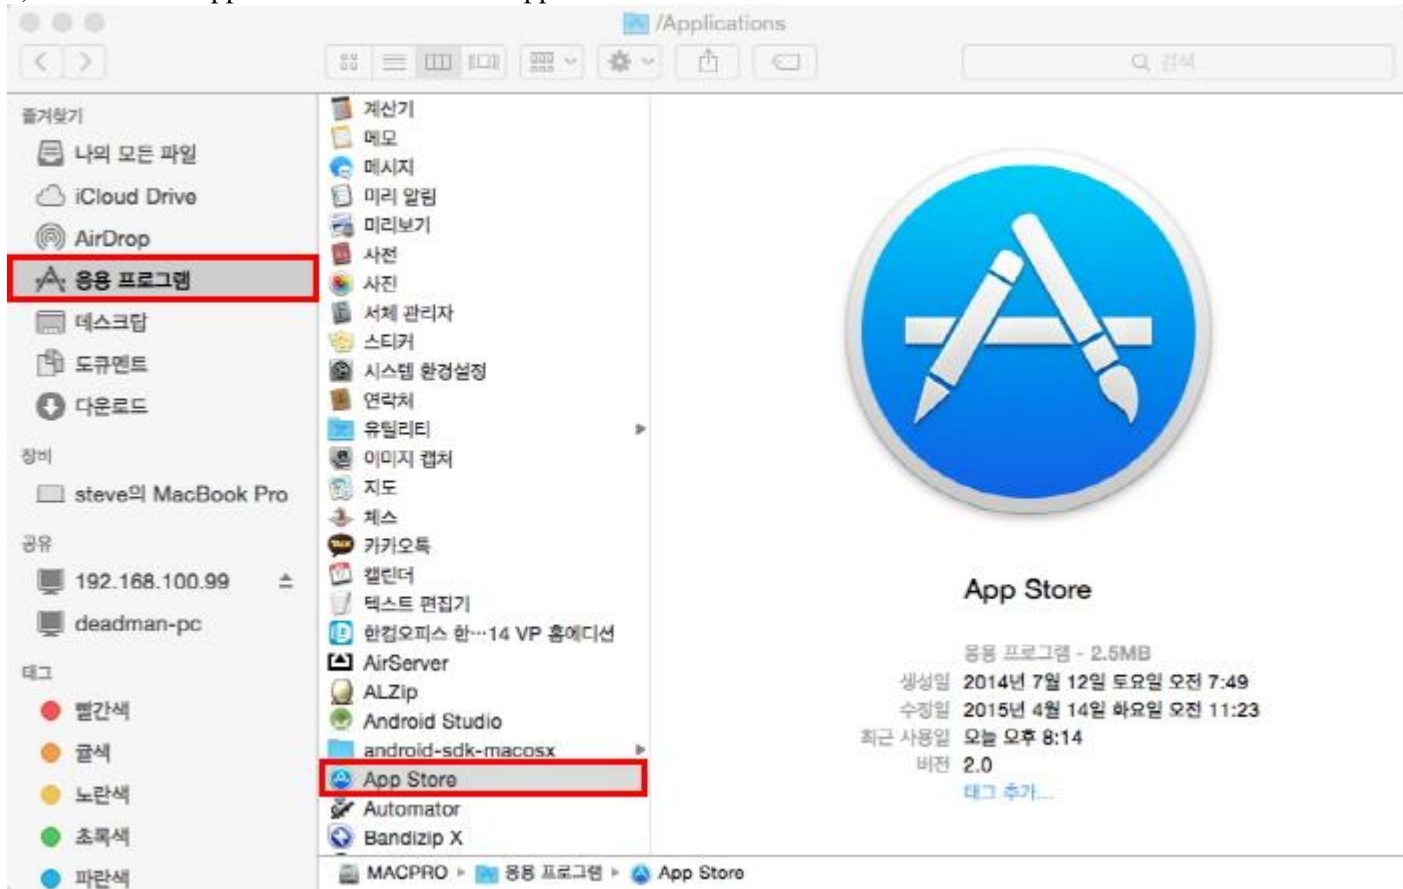 /Applications
검색
즐겨찾기
나의 모든 파일
iCloud Drive
AirDrop
응용 프로그램
데스크탑
도큐멘트
다운로드
장비
steve의 MacBook Pro
공유
192.168.100.99
deadman-pc
태그
빨간색
귤색
노란색
초록색
파란색
계산기
메모
메시지
미리 알림
미리보기
사전
사진
서체 관리자
스티커
시스템 환경설정
연락처
유틸리티
이미지 캡처
지도
체스
카카오톡
캘린더
텍스트 편집기
한컴오피스 한…14 VP 홈에디션
AirServer
ALZip
Android Studio
android-sdk-macosx
App Store
Automator
Bandizip X
App Store
응용 프로그램 - 2.5MB
생성일 2014년 7월 12일 토요일 오전 7:49
수정일 2015년 4월 14일 화요일 오전 11:23
최근 사용일 오늘 오후 8:14
버전 2.0
태그 추가...
MACPRO ▸ 응용 프로그램 ▸ App Store